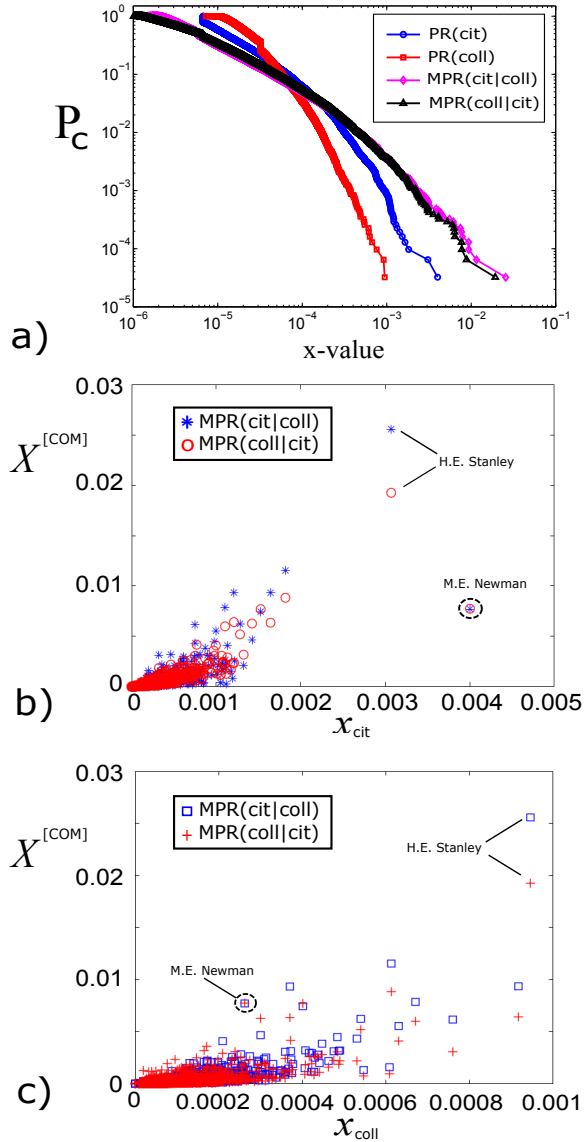 10^0
10^-1
10^-2
10^-3
10^-4
10^-5
P_c
PR(cit)
PR(coll)
MPR(cit|coll)
MPR(coll|cit)
10^-6 10^-5 10^-4 10^-3 10^-2 10^-1
x-value
a)
0.03
0.02
0.01
0
X^[COM]
MPR(cit|coll)
MPR(coll|cit)
H.E. Stanley
M.E. Newman
0.001 0.002 0.003 0.004 0.005
x_cit
b)
0.03
0.02
0.01
0
X^[COM]
MPR(cit|coll)
MPR(coll|cit)
H.E. Stanley
M.E. Newman
0 0.0002 0.0004 0.0006 0.0008 0.001
x_coll
c)